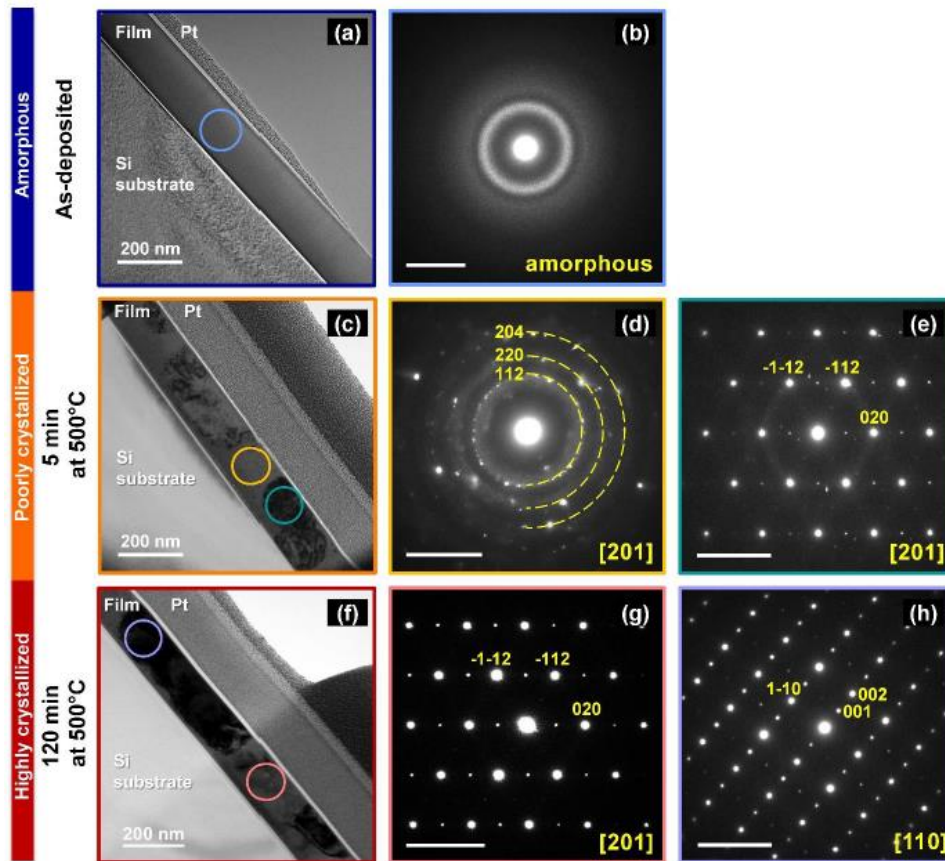 Amorphous
As-deposited
Film Pt (a)
Si
substrate
200 nm
(b)
amorphous
Poorly crystallized
5 min
at 500°C
Film Pt (c)
Si
substrate
200 nm
(d)
204
220
112
[201]
(e)
-1-12 -112
020
[201]
Highly crystallized
120 min
at 500°C
Film Pt (f)
Si
substrate
200 nm
(g)
-1-12 -112
020
[201]
(h)
1-10 002
001
[110]